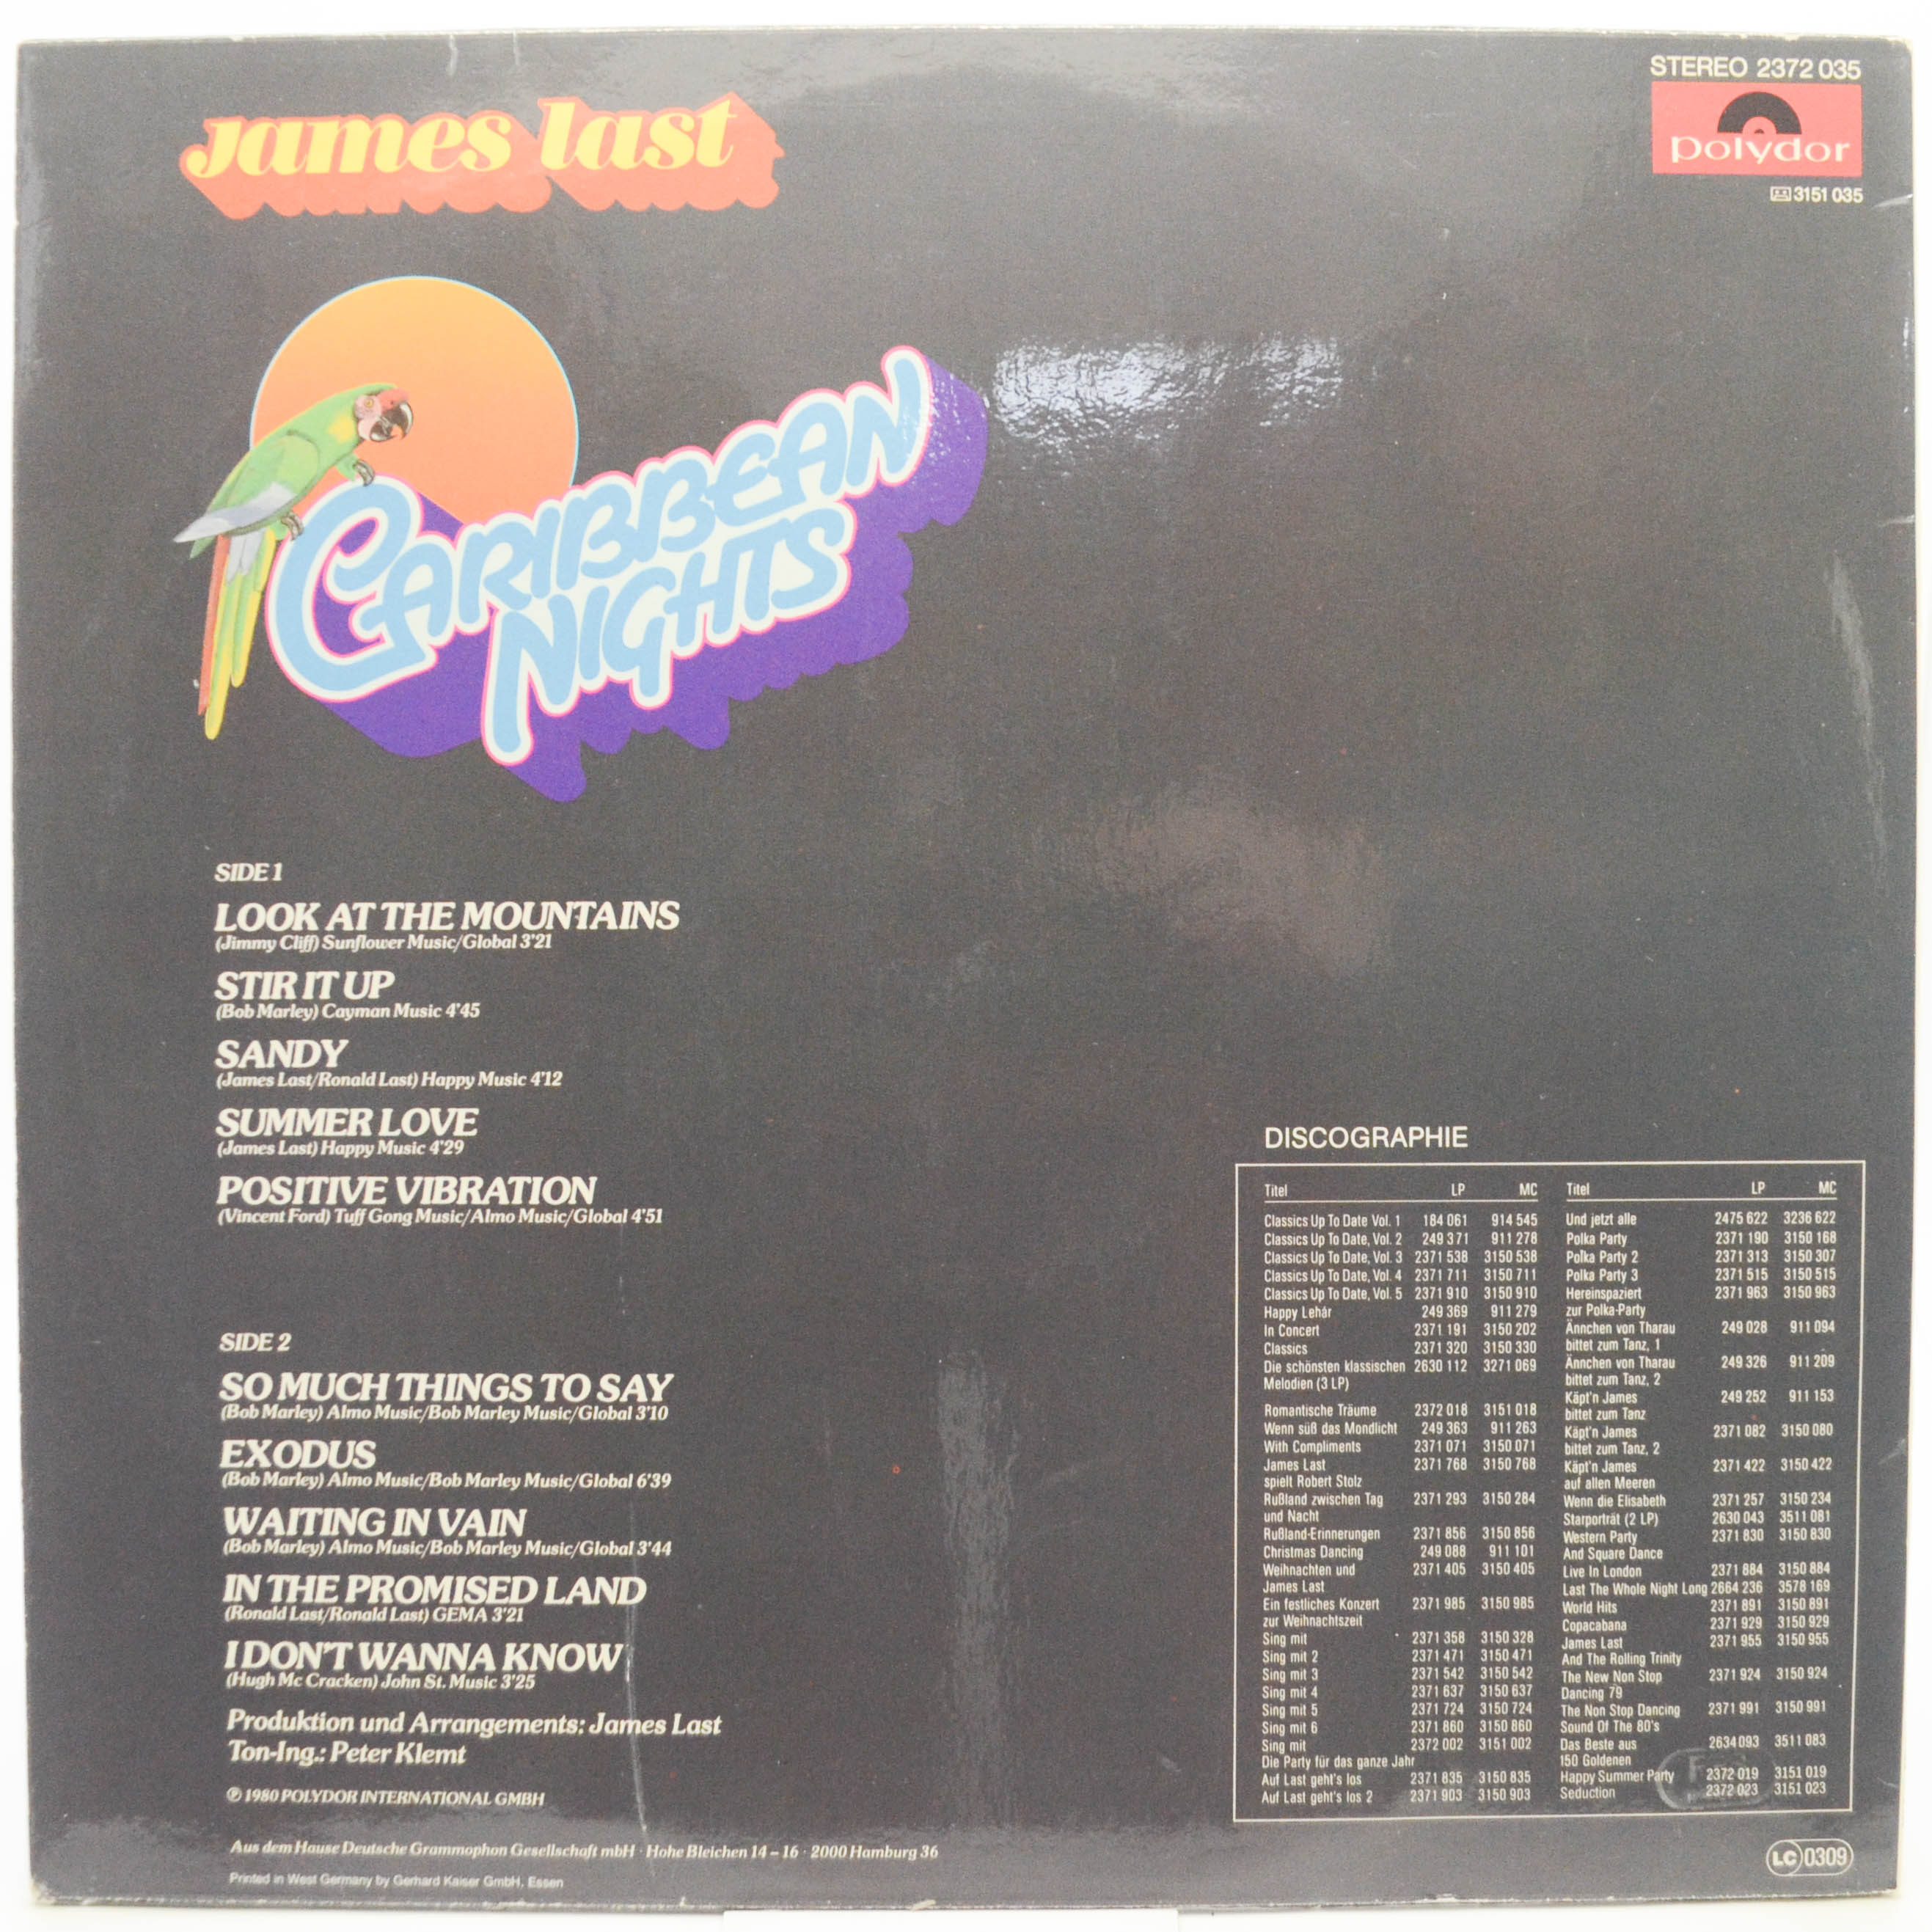 STEREO 2372 035
polydor
3151 035
james last
CARIBBEAN
NIGHTS
SIDE 1
LOOK AT THE MOUNTAINS
(Jimmy Cliff) Sunflower Music/Global 3'21
STIR IT UP
(Bob Marley) Cayman Music 4'45
SANDY
(James Last/Ronald Last) Happy Music 4'12
SUMMER LOVE
(James Last) Happy Music 4'29
POSITIVE VIBRATION
(Vincent Ford) Tuff Gong Music/Almo Music/Global 4'51
SIDE 2
SO MUCH THINGS TO SAY
(Bob Marley) Almo Music/Bob Marley Music/Global 3'10
EXODUS
(Bob Marley) Almo Music/Bob Marley Music/Global 6'39
WAITING IN VAIN
(Bob Marley) Almo Music/Bob Marley Music/Global 3'44
IN THE PROMISED LAND
(Ronald Last/Ronald Last) GEMA 3'21
I DON'T WANNA KNOW
(Hugh Mc Cracken) John St. Music 3'25
Produktion und Arrangements: James Last
Ton-Ing.: Peter Klemt
℗ 1980 POLYDOR INTERNATIONAL GMBH
Aus dem Hause Deutsche Grammophon Gesellschaft mbH · Hohe Bleichen 14 – 16 · 2000 Hamburg 36
Printed in West Germany by Gerhard Kaiser GmbH, Essen
DISCOGRAPHIE
Titel LP MC
Classics Up To Date Vol. 1 184 061 914 545
Classics Up To Date, Vol. 2 249 371 911 278
Classics Up To Date, Vol. 3 2371 538 3150 538
Classics Up To Date, Vol. 4 2371 711 3150 711
Classics Up To Date, Vol. 5 2371 910 3150 910
Happy Lehár 249 369 911 279
In Concert 2371 191 3150 202
Classics 2371 320 3150 330
Die schönsten klassischen 2630 112 3271 069
Melodien (3 LP)
Romantische Träume 2372 018 3151 018
Wenn süß das Mondlicht 249 363 911 263
With Compliments 2371 071 3150 071
James Last 2371 768 3150 768
spielt Robert Stolz
Rußland zwischen Tag 2371 293 3150 284
und Nacht
Rußland-Erinnerungen 2371 856 3150 856
Christmas Dancing 249 088 911 101
Weihnachten und 2371 405 3150 405
James Last
Ein festliches Konzert 2371 985 3150 985
zur Weihnachtszeit
Sing mit 2371 358 3150 328
Sing mit 2 2371 471 3150 471
Sing mit 3 2371 542 3150 542
Sing mit 4 2371 637 3150 637
Sing mit 5 2371 724 3150 724
Sing mit 6 2371 860 3150 860
Sing mit 2372 002 3151 002
Die Party für das ganze Jahr
Auf Last geht's los 2371 835 3150 835
Auf Last geht's los 2 2371 903 3150 903
Titel LP MC
Und jetzt alle 2475 622 3236 622
Polka Party 2371 190 3150 168
Polka Party 2 2371 313 3150 307
Polka Party 3 2371 515 3150 515
Hereinspaziert 2371 963 3150 963
zur Polka-Party
Ännchen von Tharau 249 028 911 094
bittet zum Tanz, 1
Ännchen von Tharau 249 326 911 209
bittet zum Tanz, 2
Käpt'n James 249 252 911 153
bittet zum Tanz
Käpt'n James 2371 082 3150 080
bittet zum Tanz, 2
Käpt'n James 2371 422 3150 422
auf allen Meeren
Wenn die Elisabeth 2371 257 3150 234
Starporträt (2 LP) 2630 043 3511 081
Western Party 2371 830 3150 830
And Square Dance
Live In London 2371 884 3150 884
Last The Whole Night Long 2664 236 3578 169
World Hits 2371 891 3150 891
Copacabana 2371 929 3150 929
James Last 2371 955 3150 955
And The Rolling Trinity
The New Non Stop 2371 924 3150 924
Dancing 79
The Non Stop Dancing 2371 991 3150 991
Sound Of The 80's
Das Beste aus 2634 093 3511 083
150 Goldenen
Happy Summer Party 2372 019 3151 019
Seduction 2372 023 3151 023
LC 0309